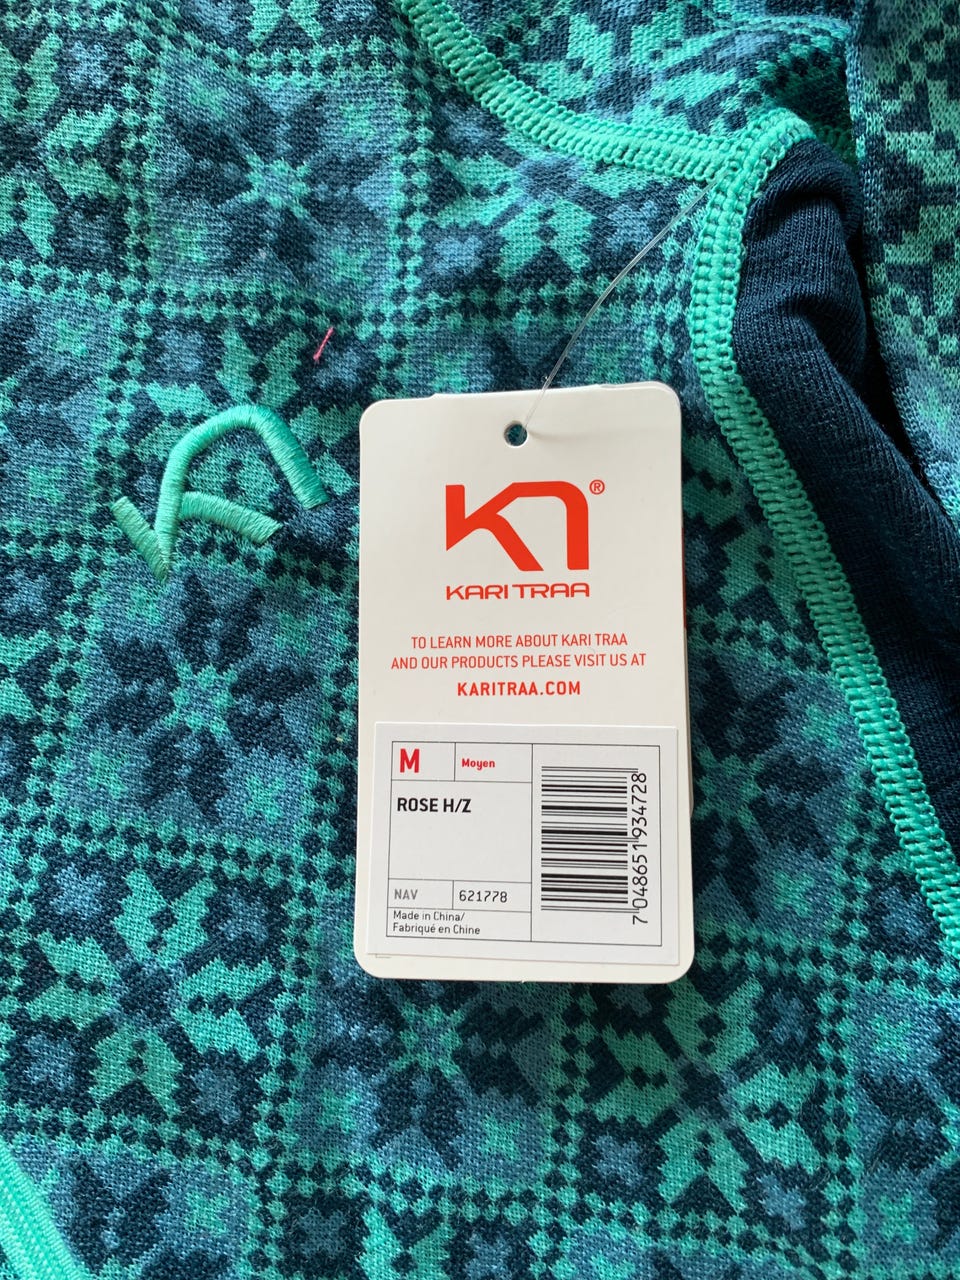 KARI TRAA
TO LEARN MORE ABOUT KARI TRAA
AND OUR PRODUCTS PLEASE VISIT US AT
KARITRAA.COM
M
Moyen
ROSE H/Z
NAV
621778
Made in China/
Fabriqué en Chine
7 048651 934728